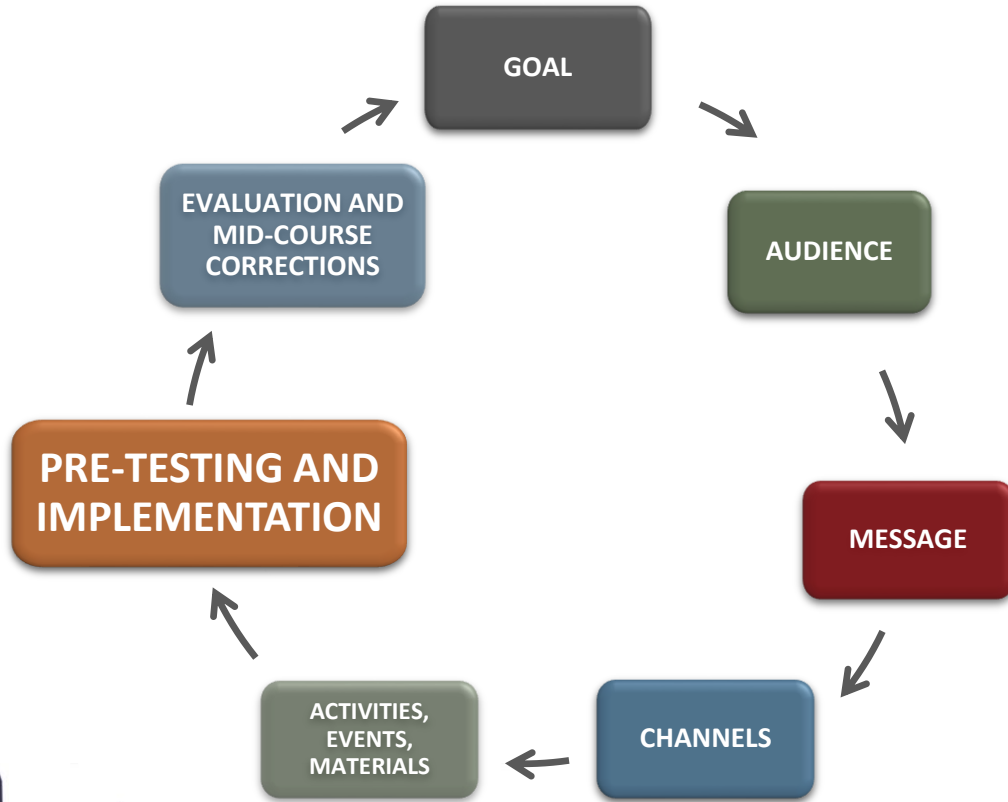 GOAL
AUDIENCE
MESSAGE
CHANNELS
ACTIVITIES,
EVENTS,
MATERIALS
PRE-TESTING AND
IMPLEMENTATION
EVALUATION AND
MID-COURSE
CORRECTIONS